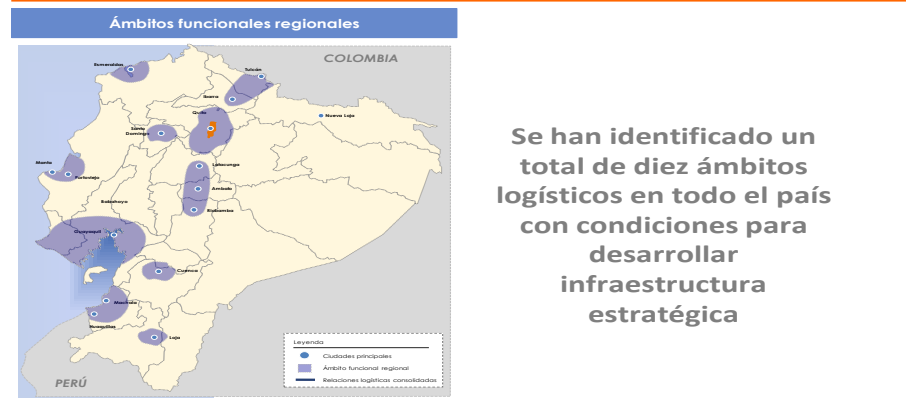 Ámbitos funcionales regionales
COLOMBIA
Esmeraldas
Tulcán
Ibarra
Quito
Nueva Loja
Santo
Domingo
Manta
Portoviejo
Latacunga
Ambato
Babahoyo
Riobamba
Guayaquil
Cuenca
Machala
Huaquillas
Loja
PERÚ
Leyenda
Ciudades principales
Ámbito funcional regional
Relaciones logísticas consolidadas
Se han identificado un
total de diez ámbitos
logísticos en todo el país
con condiciones para
desarrollar
infraestructura
estratégica